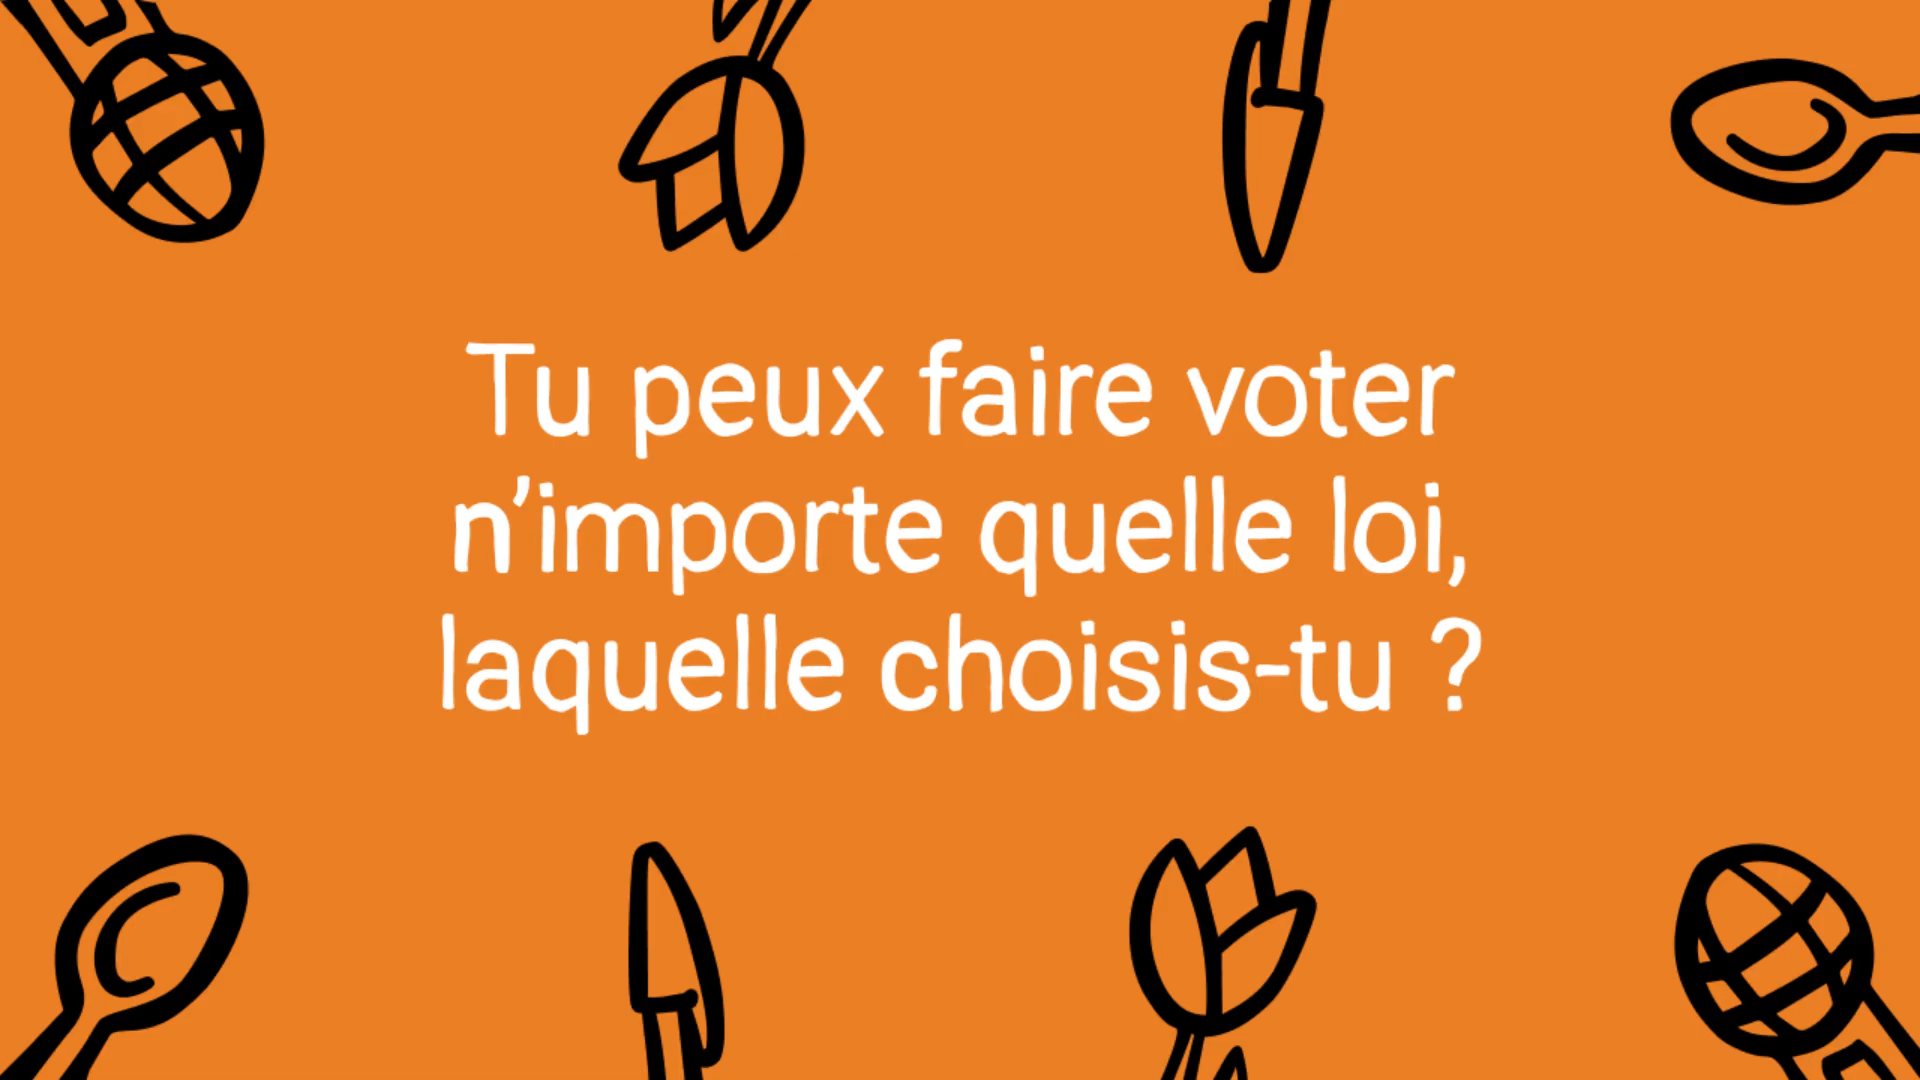 Tu peux faire voter
n’importe quelle loi,
laquelle choisis-tu ?